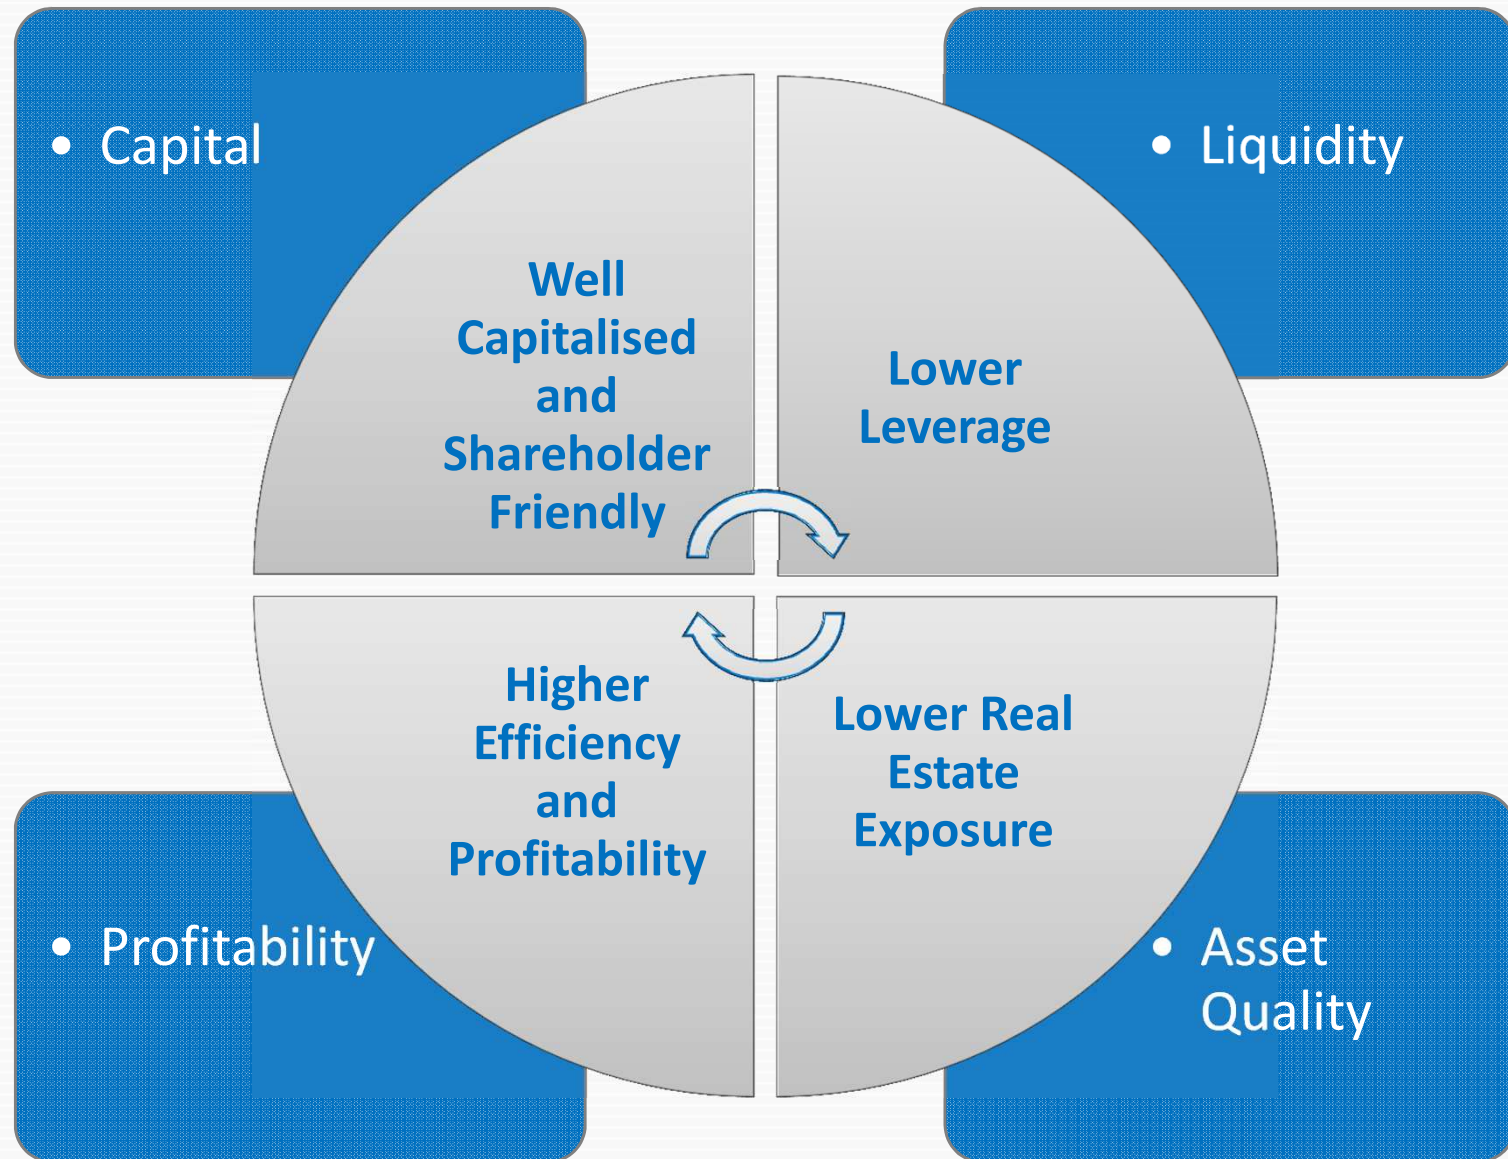 • Capital
• Liquidity
Well
Capitalised
and
Shareholder
Friendly
Lower
Leverage
Higher
Efficiency
and
Profitability
Lower Real
Estate
Exposure
• Profitability
• Asset
Quality